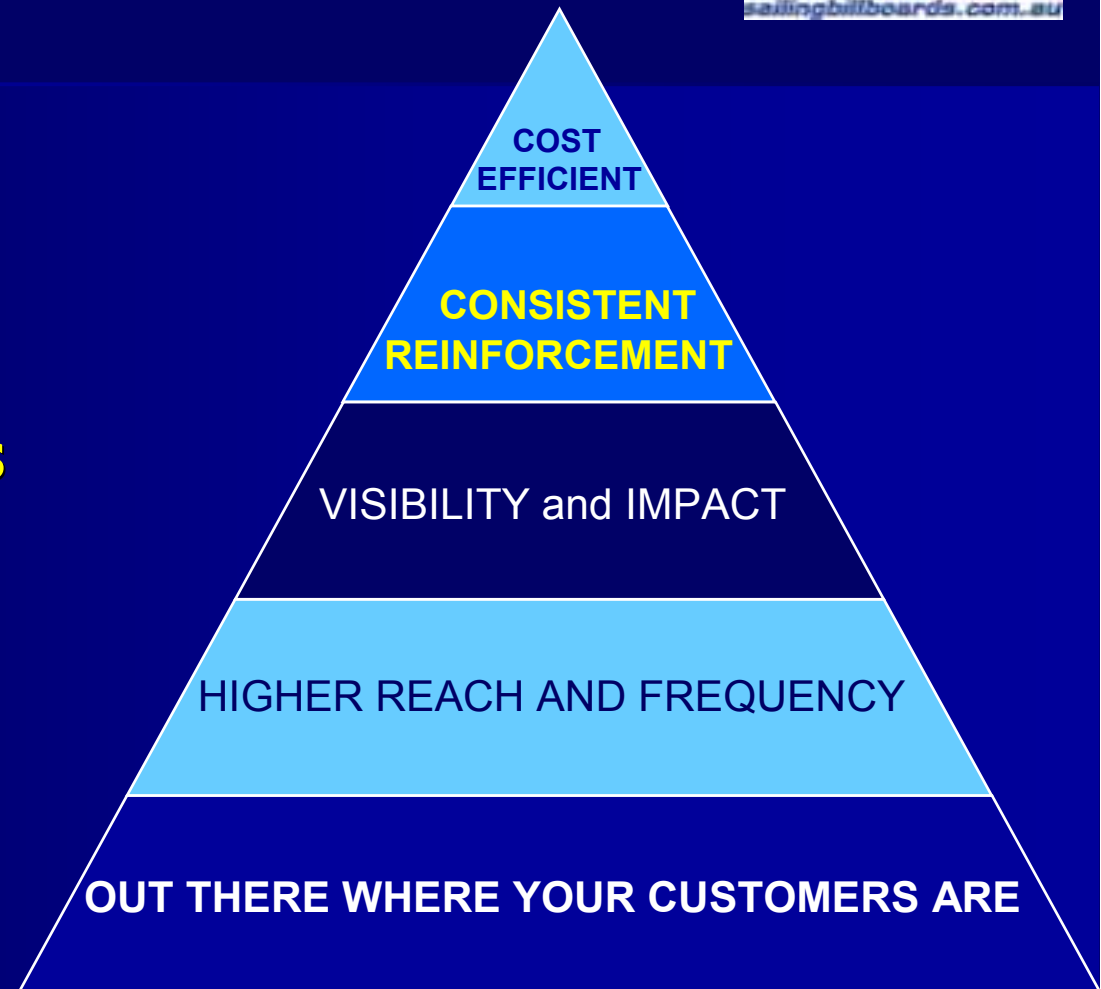 sailingbillboards.com.au
COST
EFFICIENT
CONSISTENT
REINFORCEMENT
VISIBILITY and IMPACT
HIGHER REACH AND FREQUENCY
OUT THERE WHERE YOUR CUSTOMERS ARE